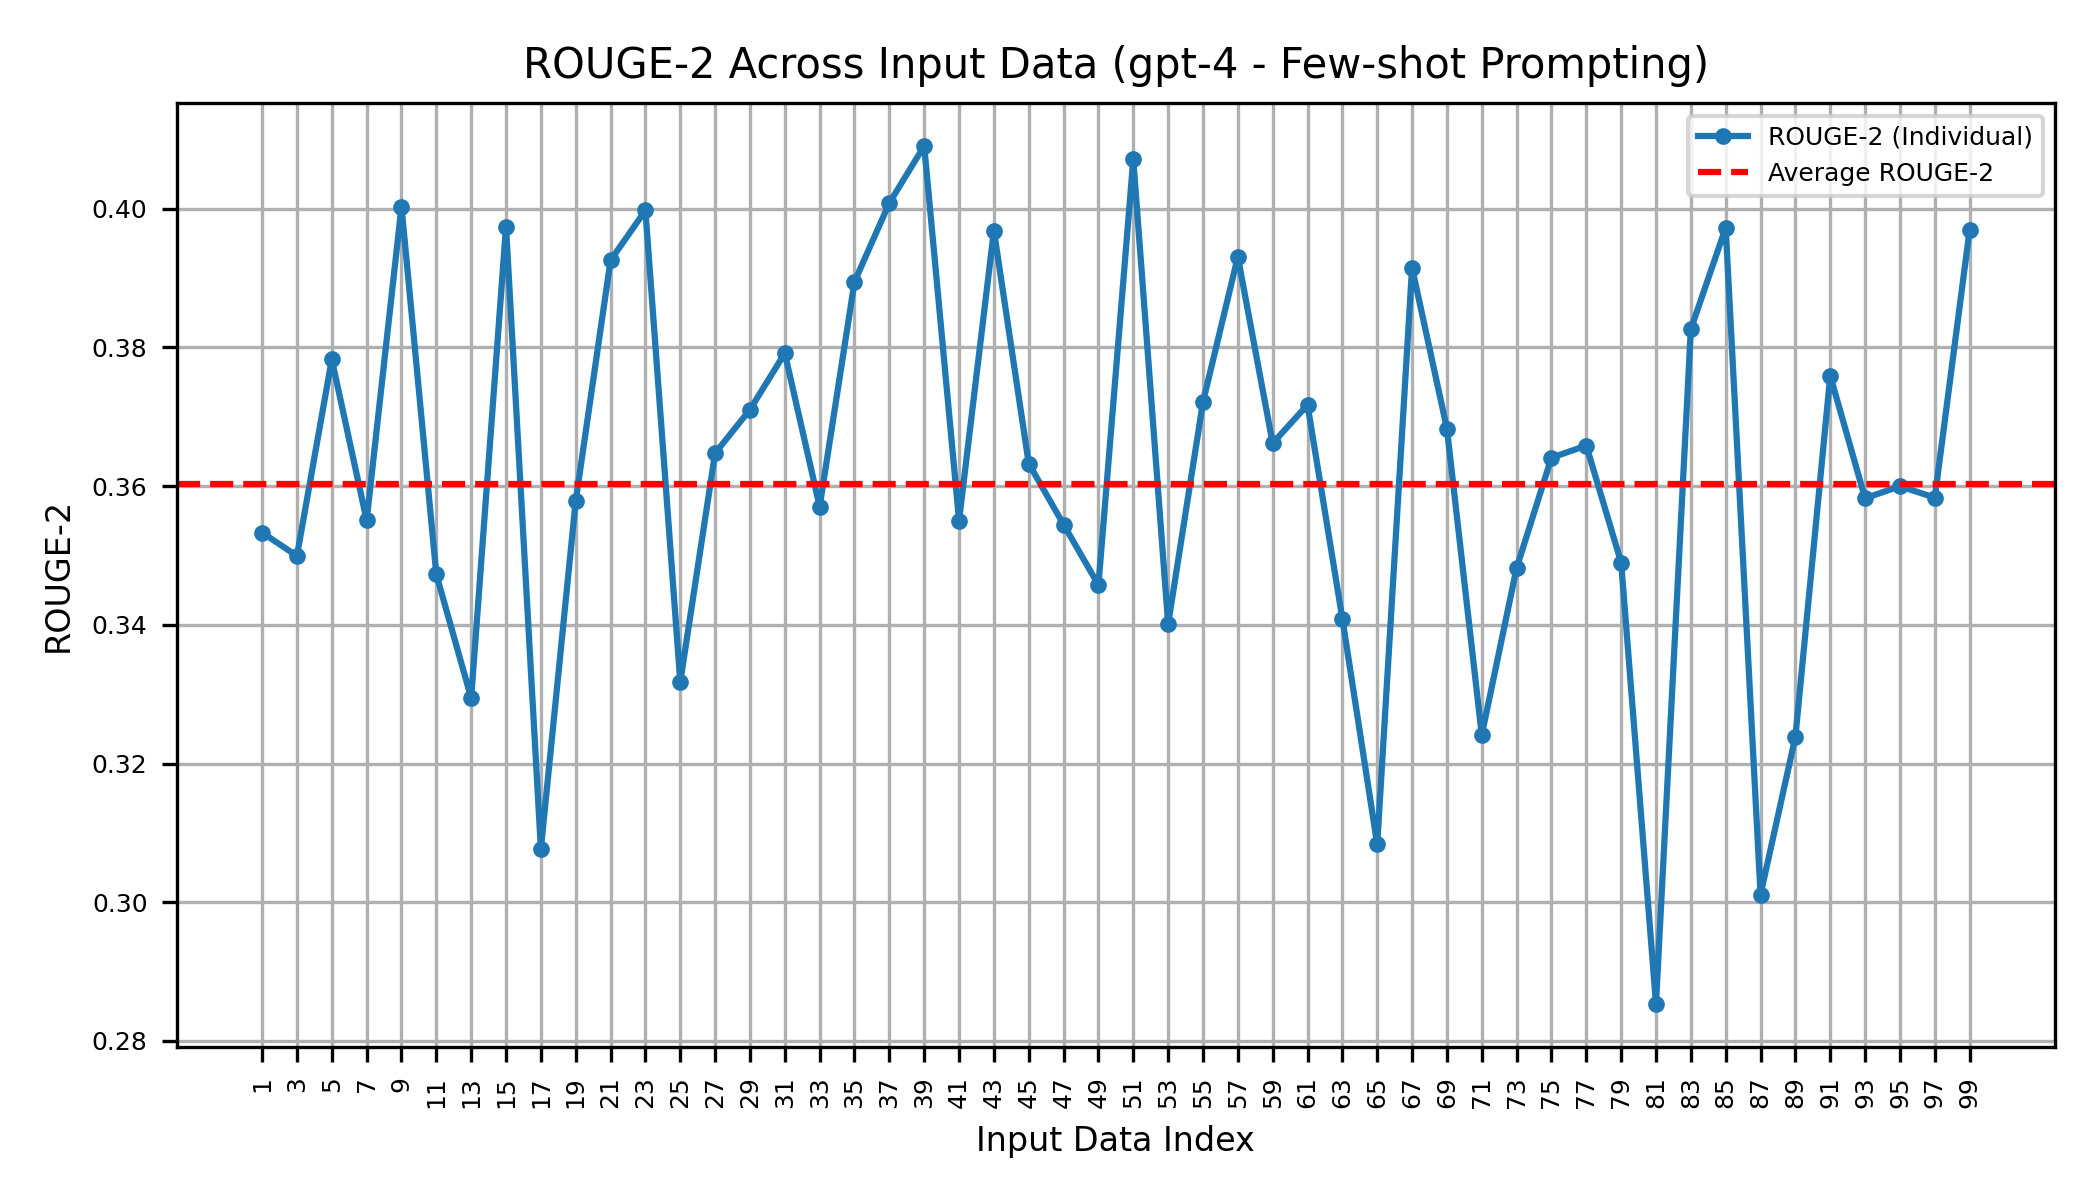 ROUGE-2 Across Input Data (gpt-4 - Few-shot Prompting)
ROUGE-2 (Individual)
Average ROUGE-2
0.40
0.38
0.36
0.34
0.32
0.30
0.28
ROUGE-2
1 3 5 7 9 11 13 15 17 19 21 23 25 27 29 31 33 35 37 39 41 43 45 47 49 51 53 55 57 59 61 63 65 67 69 71 73 75 77 79 81 83 85 87 89 91 93 95 97 99
Input Data Index